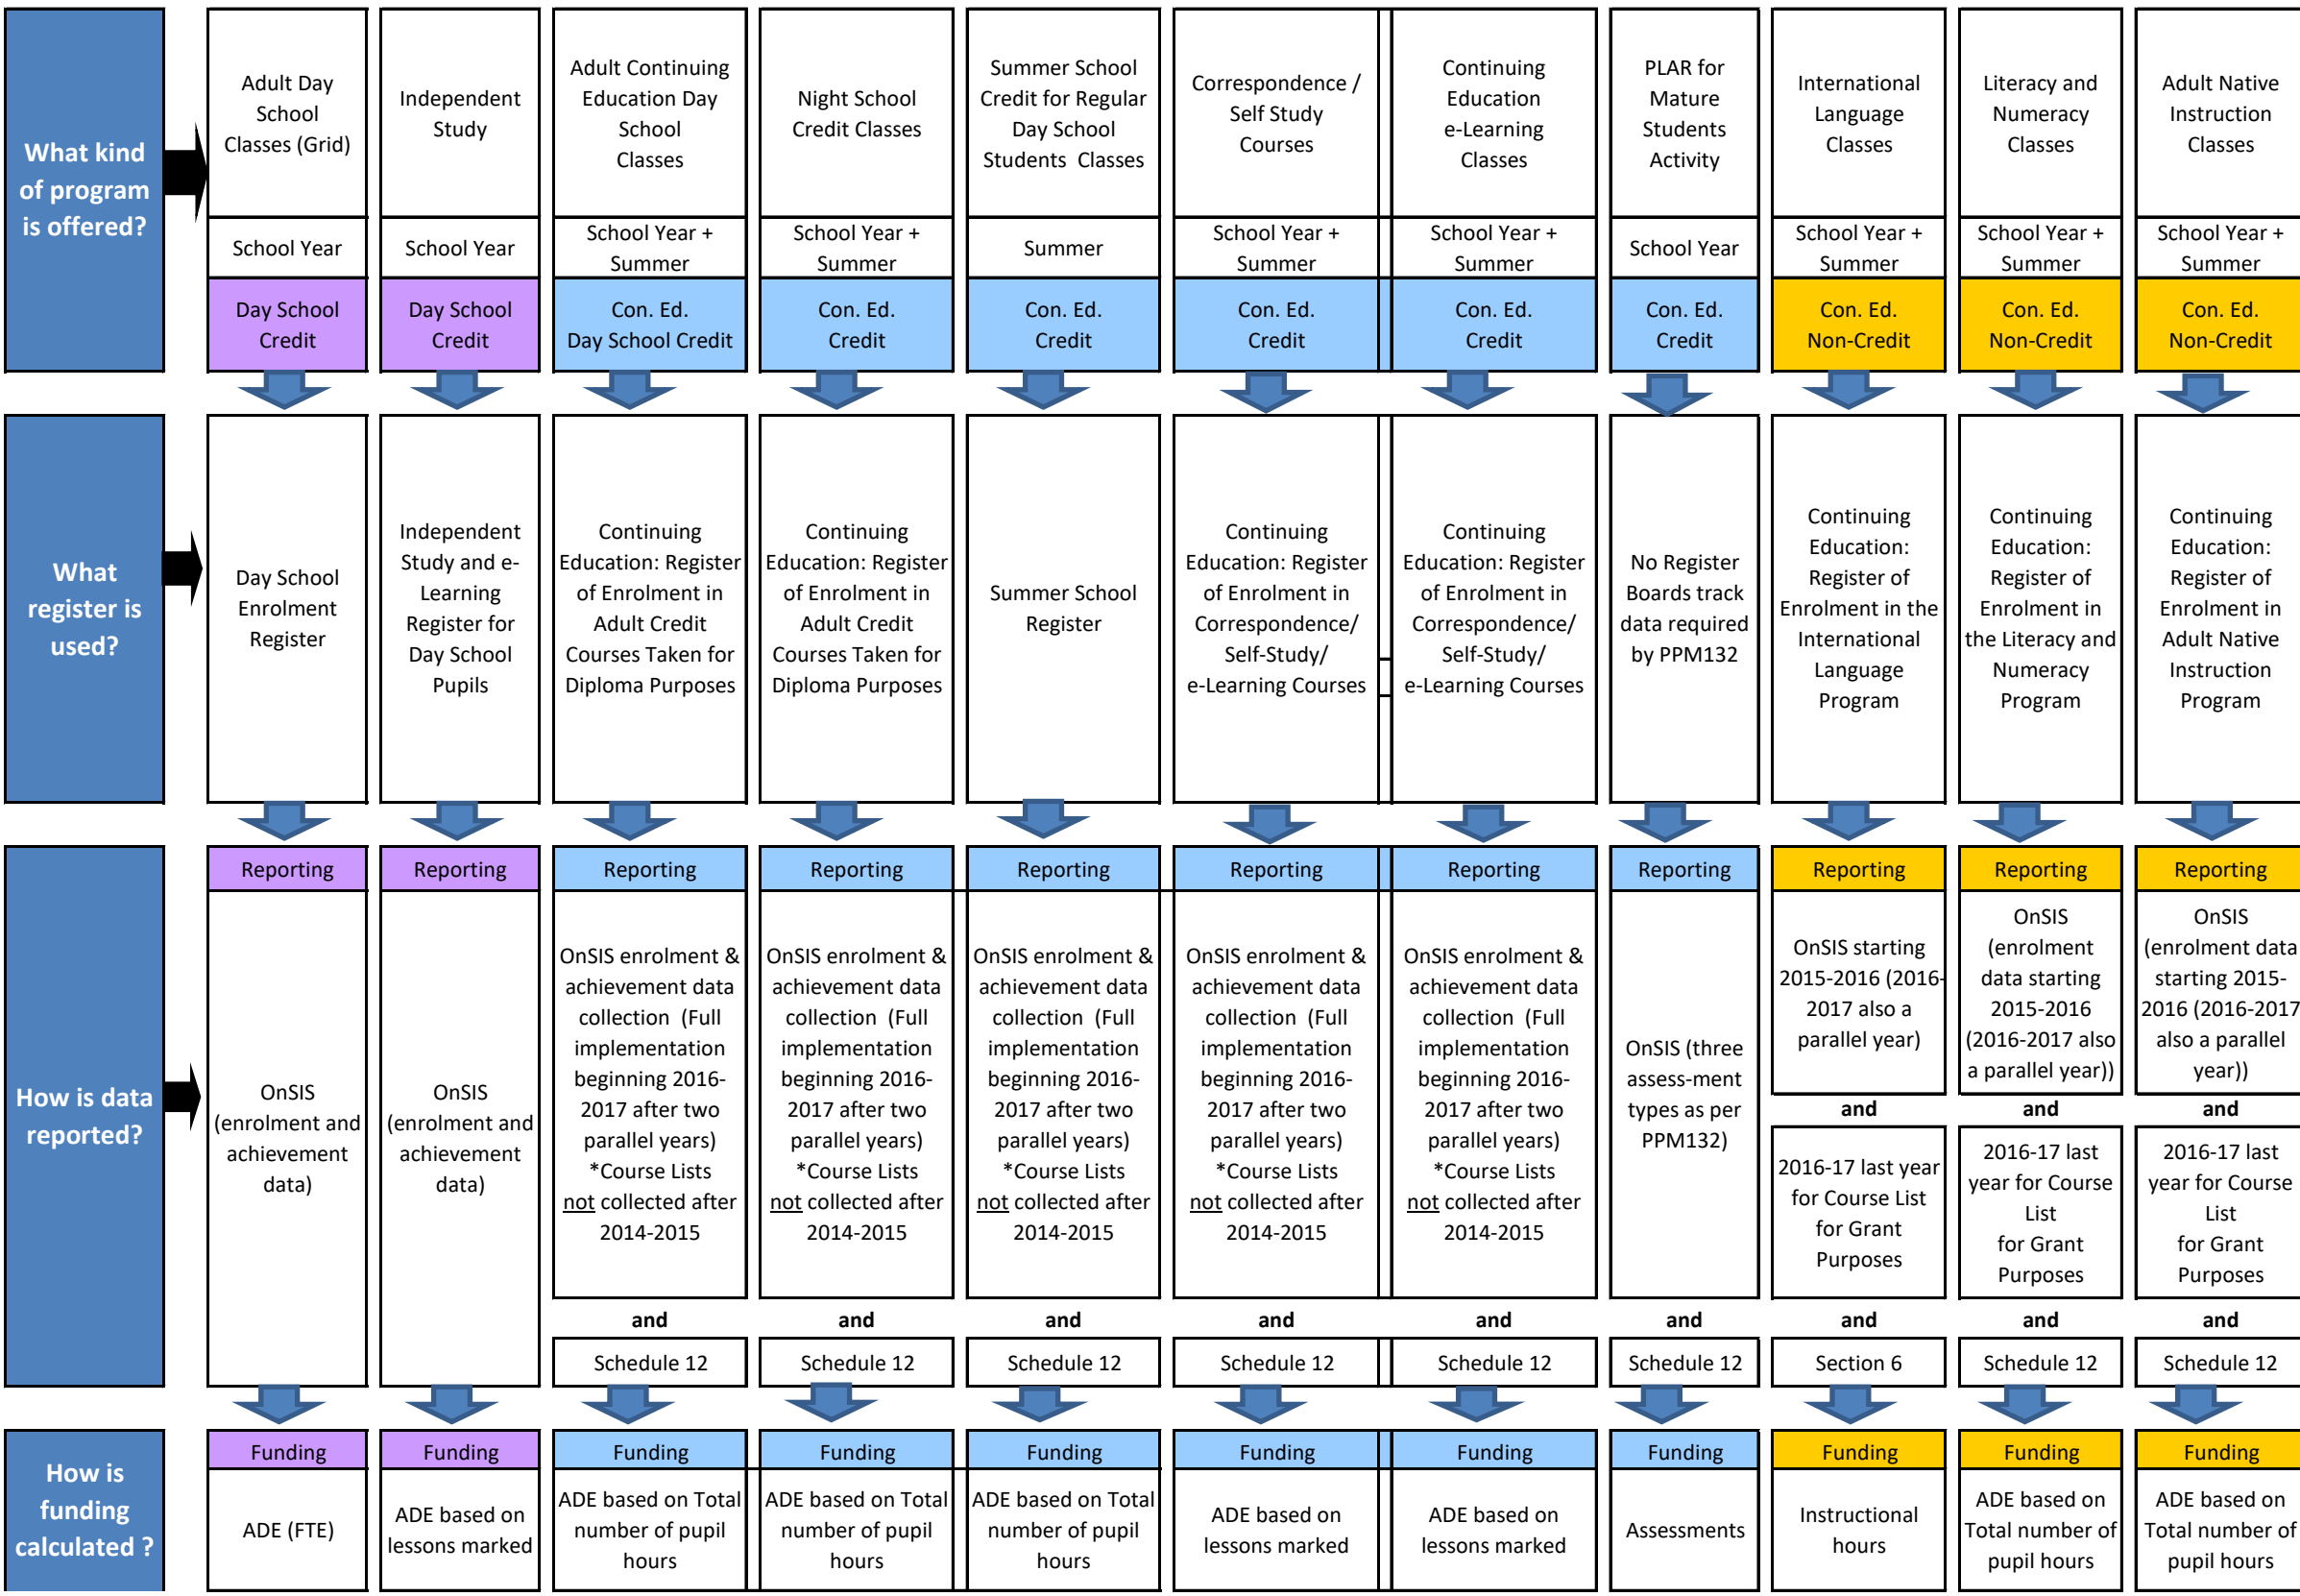 What kind
of program
is offered?
Adult Day
School
Classes (Grid)
School Year
Day School
Credit
Independent
Study
School Year
Day School
Credit
Adult Continuing
Education Day
School
Classes
School Year +
Summer
Con. Ed.
Day School Credit
Night School
Credit Classes
School Year +
Summer
Con. Ed.
Credit
Summer School
Credit for Regular
Day School
Students Classes
Summer
Con. Ed.
Credit
Correspondence /
Self Study
Courses
School Year +
Summer
Con. Ed.
Credit
Continuing
Education
e-Learning
Classes
School Year +
Summer
Con. Ed.
Credit
PLAR for
Mature
Students
Activity
School Year
Con. Ed.
Credit
International
Language
Classes
School Year +
Summer
Con. Ed.
Non-Credit
Literacy and
Numeracy
Classes
School Year +
Summer
Con. Ed.
Non-Credit
Adult Native
Instruction
Classes
School Year +
Summer
Con. Ed.
Non-Credit
What
register is
used?
Day School
Enrolment
Register
Independent
Study and e-
Learning
Register for
Day School
Pupils
Continuing
Education: Register
of Enrolment in
Adult Credit
Courses Taken for
Diploma Purposes
Continuing
Education: Register
of Enrolment in
Adult Credit
Courses Taken for
Diploma Purposes
Summer School
Register
Continuing
Education: Register
of Enrolment in
Correspondence/
Self-Study/
e-Learning Courses
Continuing
Education: Register
of Enrolment in
Correspondence/
Self-Study/
e-Learning Courses
No Register
Boards track
data required
by PPM132
Continuing
Education:
Register of
Enrolment in the
International
Language
Program
Continuing
Education:
Register of
Enrolment in
the Literacy and
Numeracy
Program
Continuing
Education:
Register of
Enrolment in
Adult Native
Instruction
Program
How is data
reported?
Reporting
OnSIS
(enrolment and
achievement
data)
Reporting
OnSIS
(enrolment and
achievement
data)
Reporting
OnSIS enrolment &
achievement data
collection (Full
implementation
beginning 2016-
2017 after two
parallel years)
*Course Lists
not collected after
2014-2015
and
Schedule 12
Reporting
OnSIS enrolment &
achievement data
collection (Full
implementation
beginning 2016-
2017 after two
parallel years)
*Course Lists
not collected after
2014-2015
and
Schedule 12
Reporting
OnSIS enrolment &
achievement data
collection (Full
implementation
beginning 2016-
2017 after two
parallel years)
*Course Lists
not collected after
2014-2015
and
Schedule 12
Reporting
OnSIS enrolment &
achievement data
collection (Full
implementation
beginning 2016-
2017 after two
parallel years)
*Course Lists
not collected after
2014-2015
and
Schedule 12
Reporting
OnSIS enrolment &
achievement data
collection (Full
implementation
beginning 2016-
2017 after two
parallel years)
*Course Lists
not collected after
2014-2015
and
Schedule 12
Reporting
OnSIS (three
assess-ment
types as per
PPM132)
and
Schedule 12
Reporting
OnSIS starting
2015-2016 (2016-
2017 also a
parallel year)
and
2016-17 last year
for Course List
for Grant
Purposes
and
Section 6
Reporting
OnSIS
(enrolment
data starting
2015-2016
(2016-2017 also
a parallel year))
and
2016-17 last
year for Course
List
for Grant
Purposes
and
Schedule 12
Reporting
OnSIS
(enrolment data
starting 2015-
2016 (2016-2017
also a parallel
year))
and
2016-17 last
year for Course
List
for Grant
Purposes
and
Schedule 12
How is
funding
calculated ?
Funding
ADE (FTE)
Funding
ADE based on
lessons marked
Funding
ADE based on Total
number of pupil
hours
Funding
ADE based on Total
number of pupil
hours
Funding
ADE based on Total
number of pupil
hours
Funding
ADE based on
lessons marked
Funding
ADE based on
lessons marked
Funding
Assessments
Funding
Instructional
hours
Funding
ADE based on
Total number of
pupil hours
Funding
ADE based on
Total number of
pupil hours